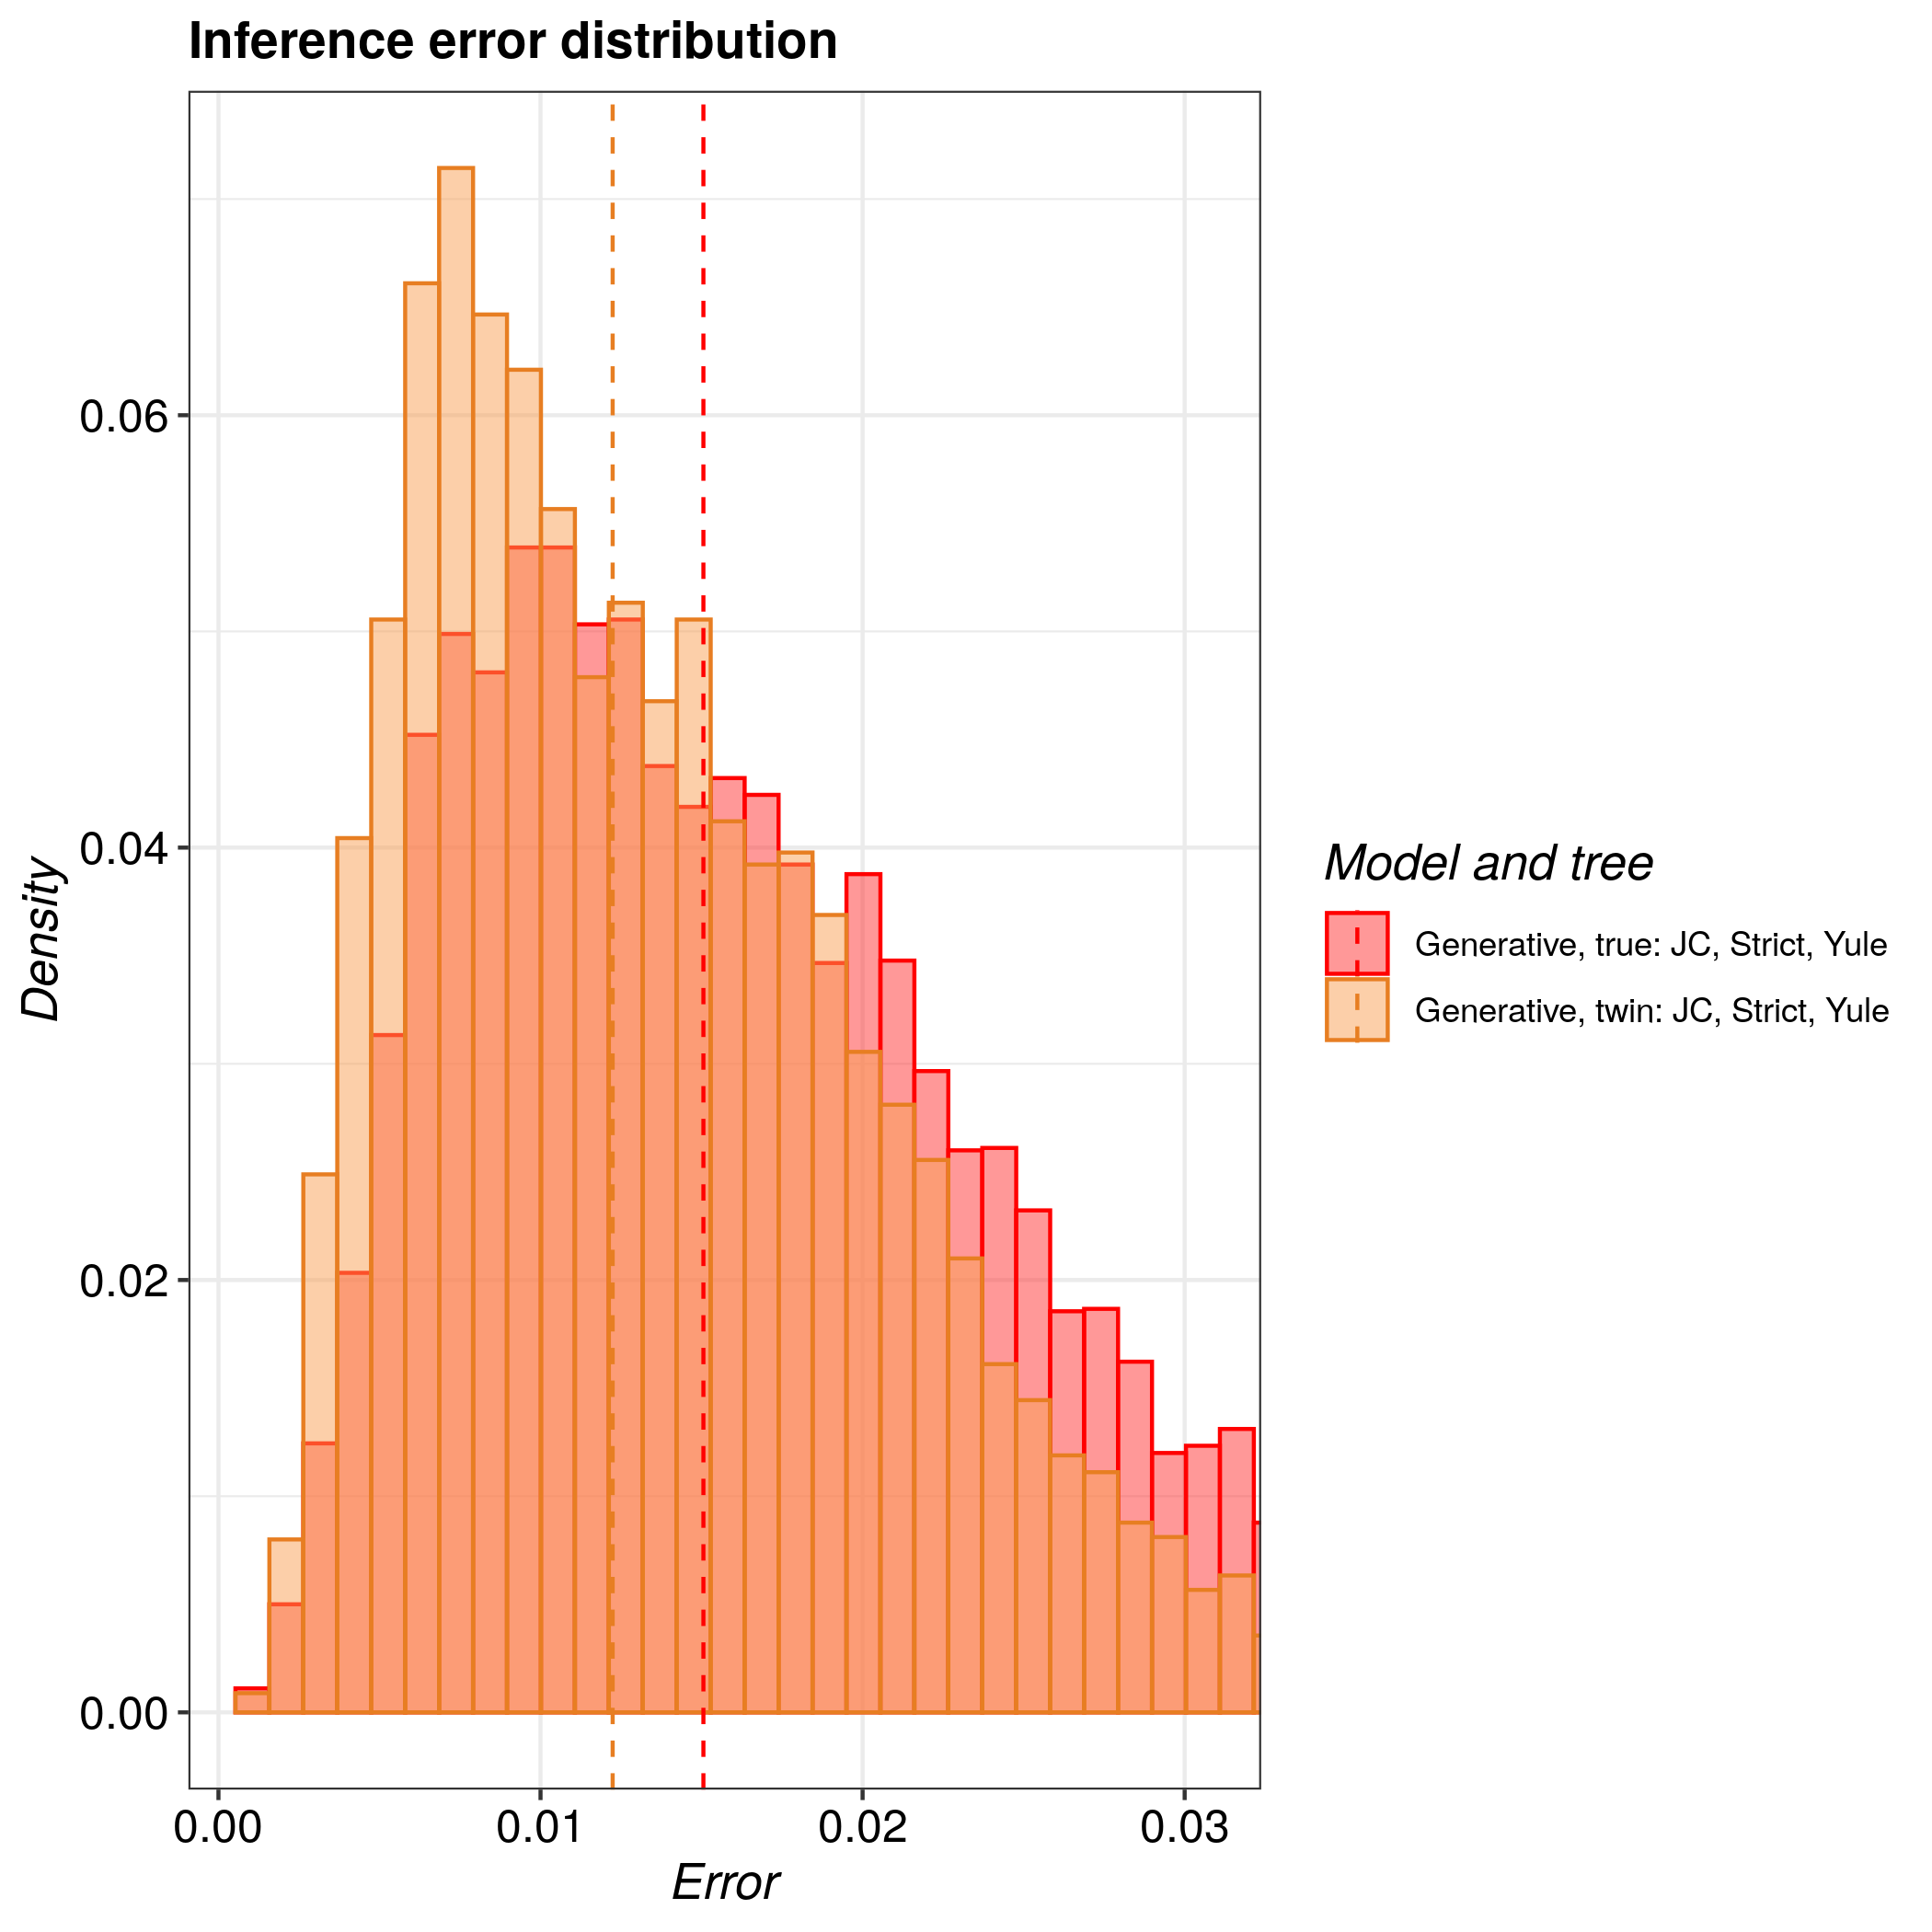 Inference error distribution
0.06
0.04
0.02
0.00
Density
0.00 0.01 0.02 0.03
Error
Model and tree
Generative, true: JC, Strict, Yule
Generative, twin: JC, Strict, Yule